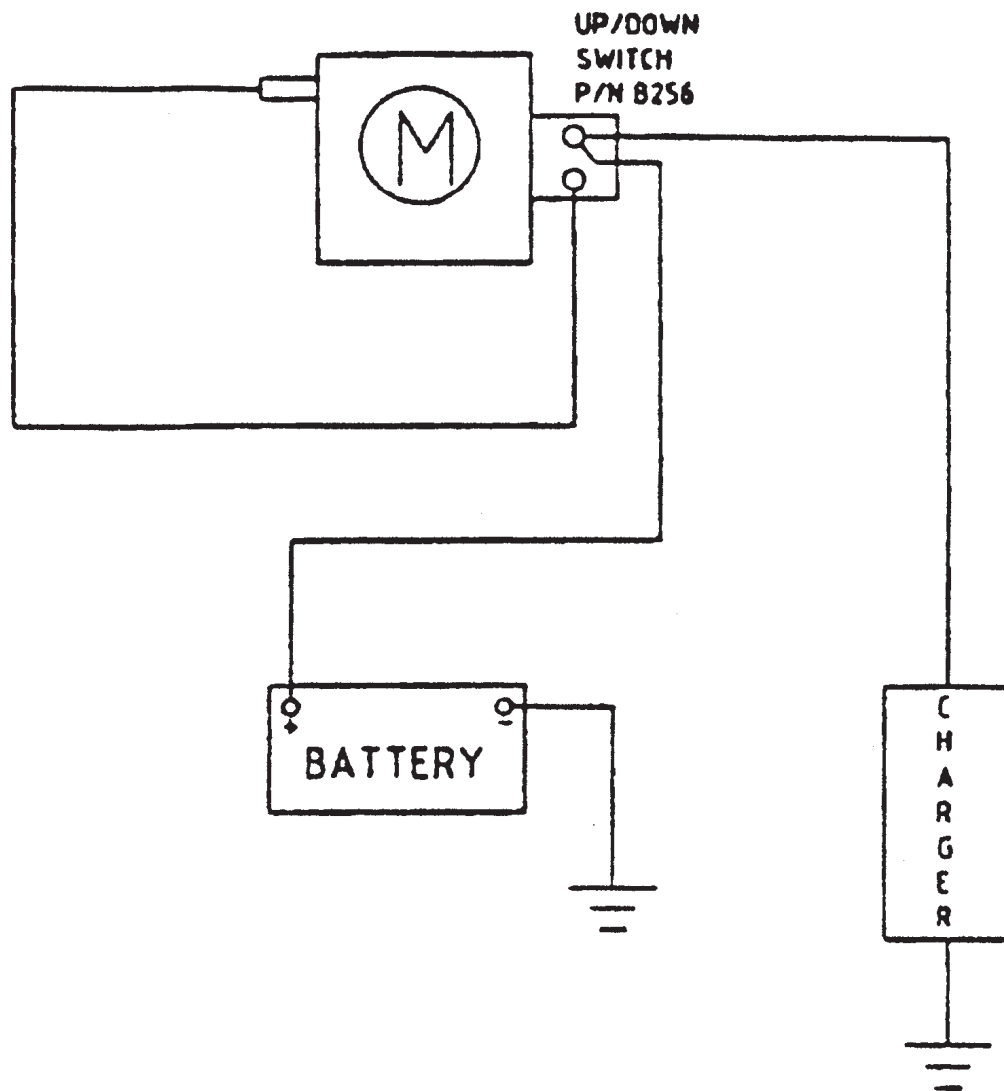 UP/DOWN
SWITCH
P/N 8256
M
+
-
BATTERY
CHARGER